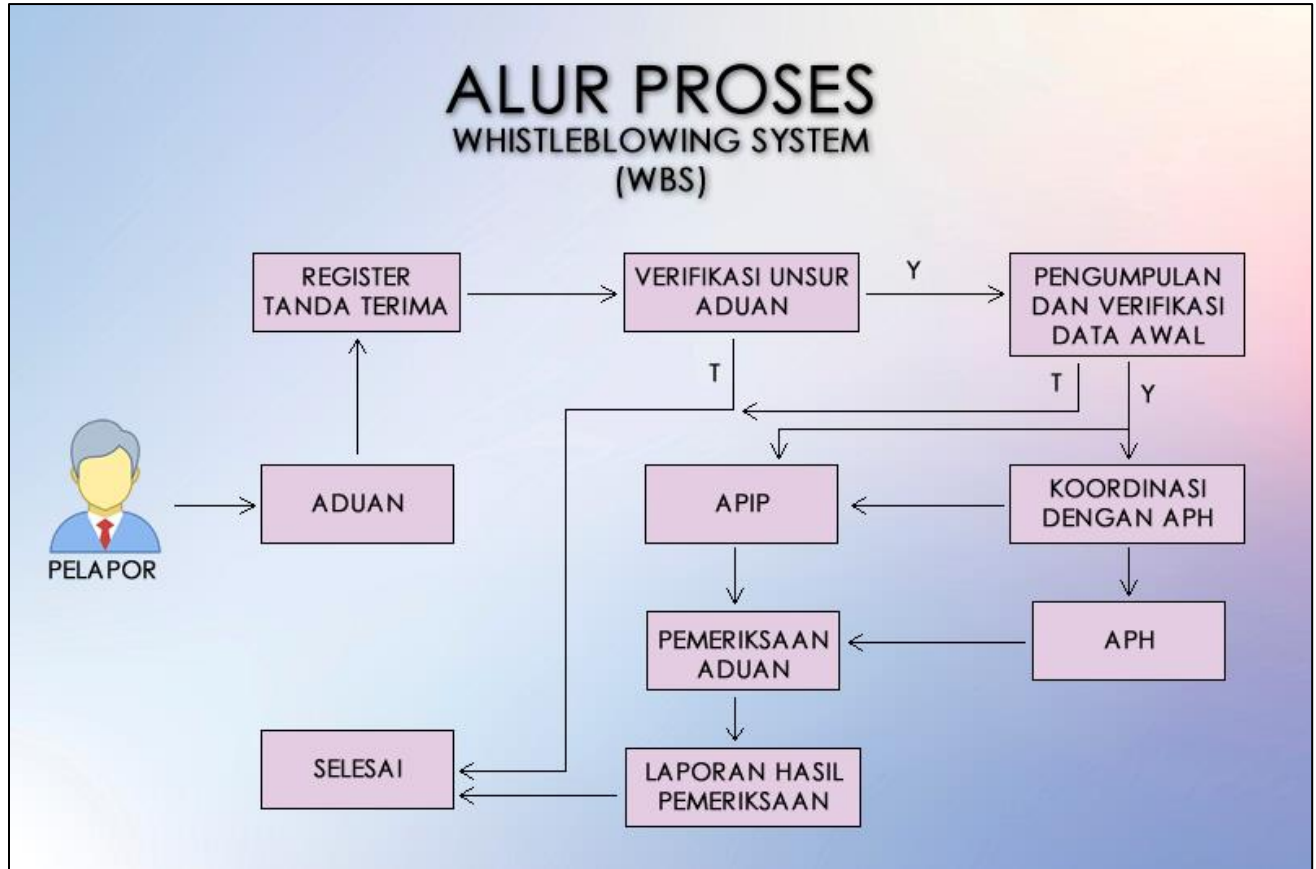 ALUR PROSES
WHISTLEBLOWING SYSTEM
(WBS)
REGISTER
TANDA TERIMA
VERIFIKASI UNSUR
ADUAN
Y
PENGUMPULAN
DAN VERIFIKASI
DATA AWAL
T
T
Y
PELAPOR
ADUAN
APIP
KOORDINASI
DENGAN APH
PEMERIKSAAN
ADUAN
APH
SELESAI
LAPORAN HASIL
PEMERIKSAAN